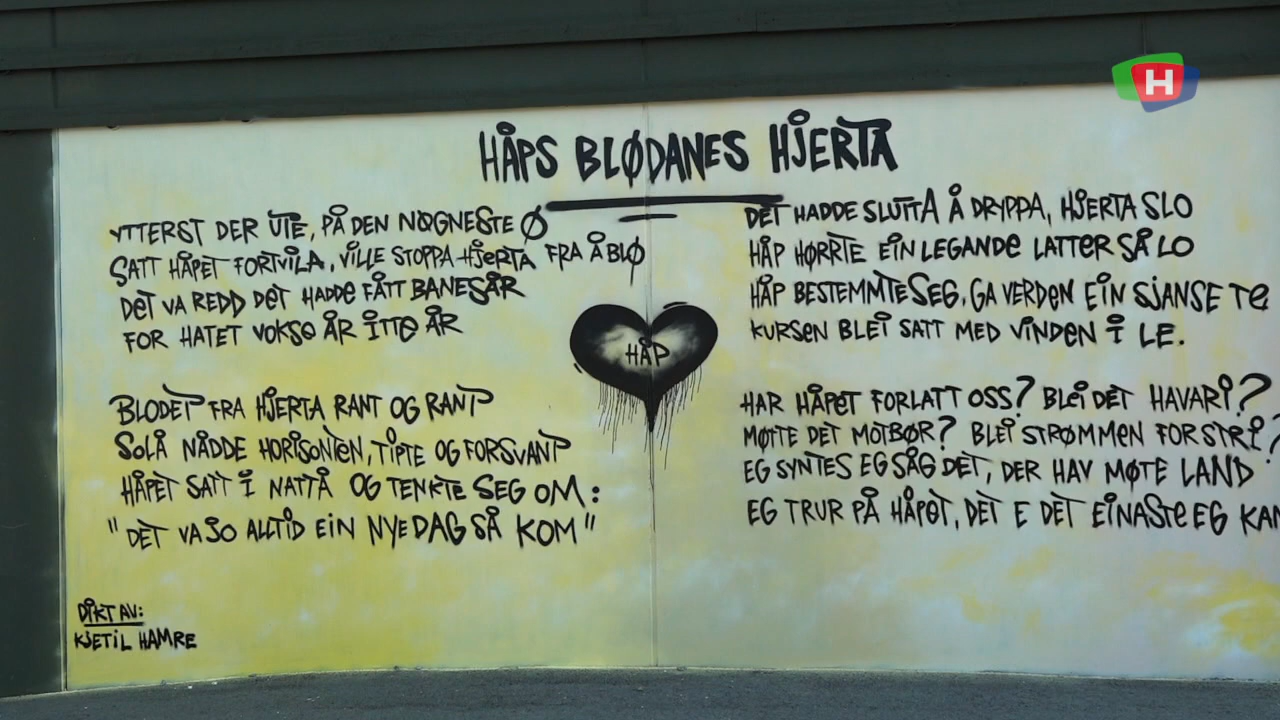 H
HÅPS BLØDANES HJERTA
YTTERST DER UTE, PÅ DEN NØGNESTE Ø
SATT HÅPET FORTVILA, VILLE STOPPA HJERTA FRA Å BLØ
DET VA REDD DET HADDE FÅTT BANESÅR
FOR HATET VOKSE ÅR ITTE ÅR
BLODET FRA HJERTA RANT OG RANT
SOLÅ NÅDDE HORISONTEN, TIPTE OG FORSVANT
HÅPET SATT I NATTÅ OG TENKTE SEG OM:
"DET VA JO ALLTID EIN NYE DAG SÅ KOM"
DIKT AV:
KJETIL HAMRE
HÅP
DET HADDE SLUTTA Å DRYPPA, HJERTA SLO
HÅP HØRRTE EIN LEGANDE LATTER SÅ LO
HÅP BESTEMMTE SEG, GA VERDEN EIN SJANSE TE
KURSEN BLEI SATT MED VINDEN I LE.
HAR HÅPET FORLATT OSS? BLEI DET HAVARI?
MØTTE DET MOTBØR? BLEI STRØMMEN FOR STRI?
EG SYNTES EG SÅG DET, DER HAV MØTE LAND
EG TRUR PÅ HÅPET, DET E DET EINASTE EG KAN